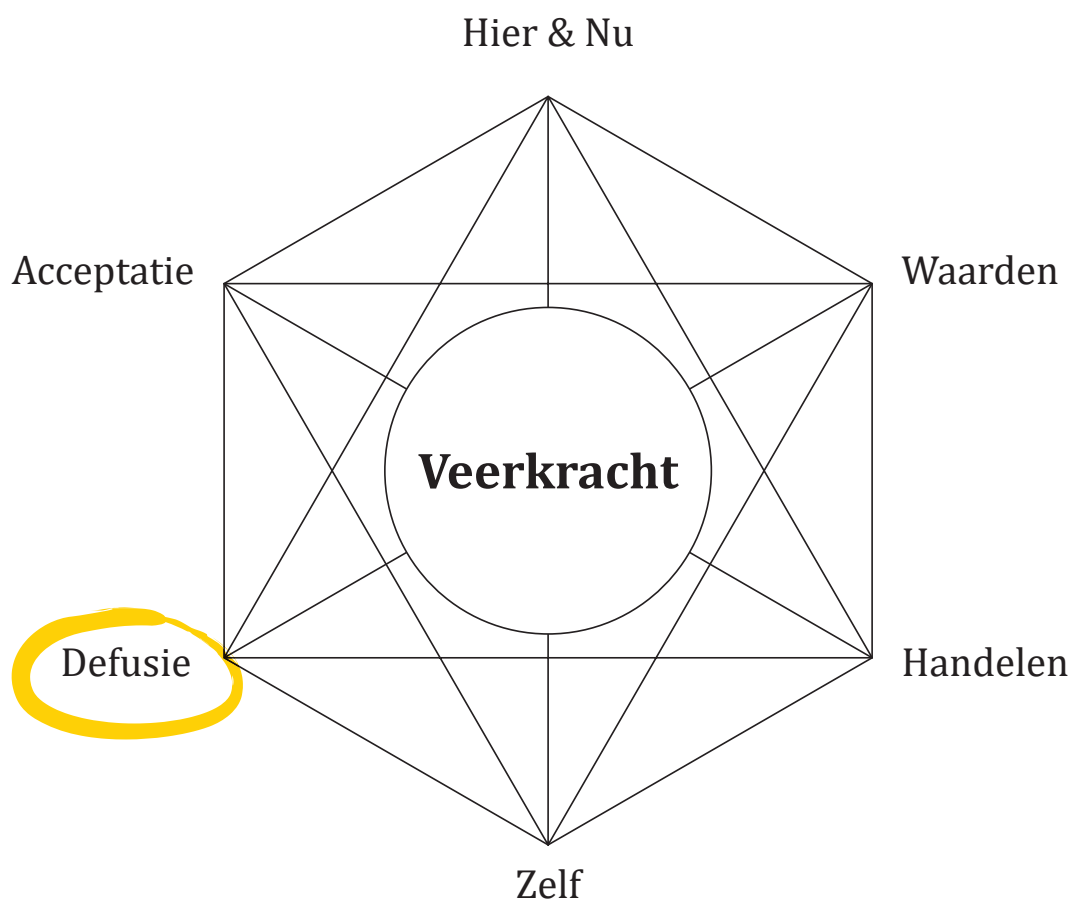 Hier & Nu
Acceptatie
Waarden
Veerkracht
Defusie
Handelen
Zelf